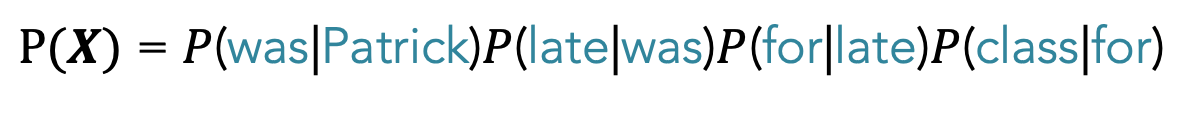 P(X) = P(was|Patrick)P(late|was)P(for|late)P(class|for)